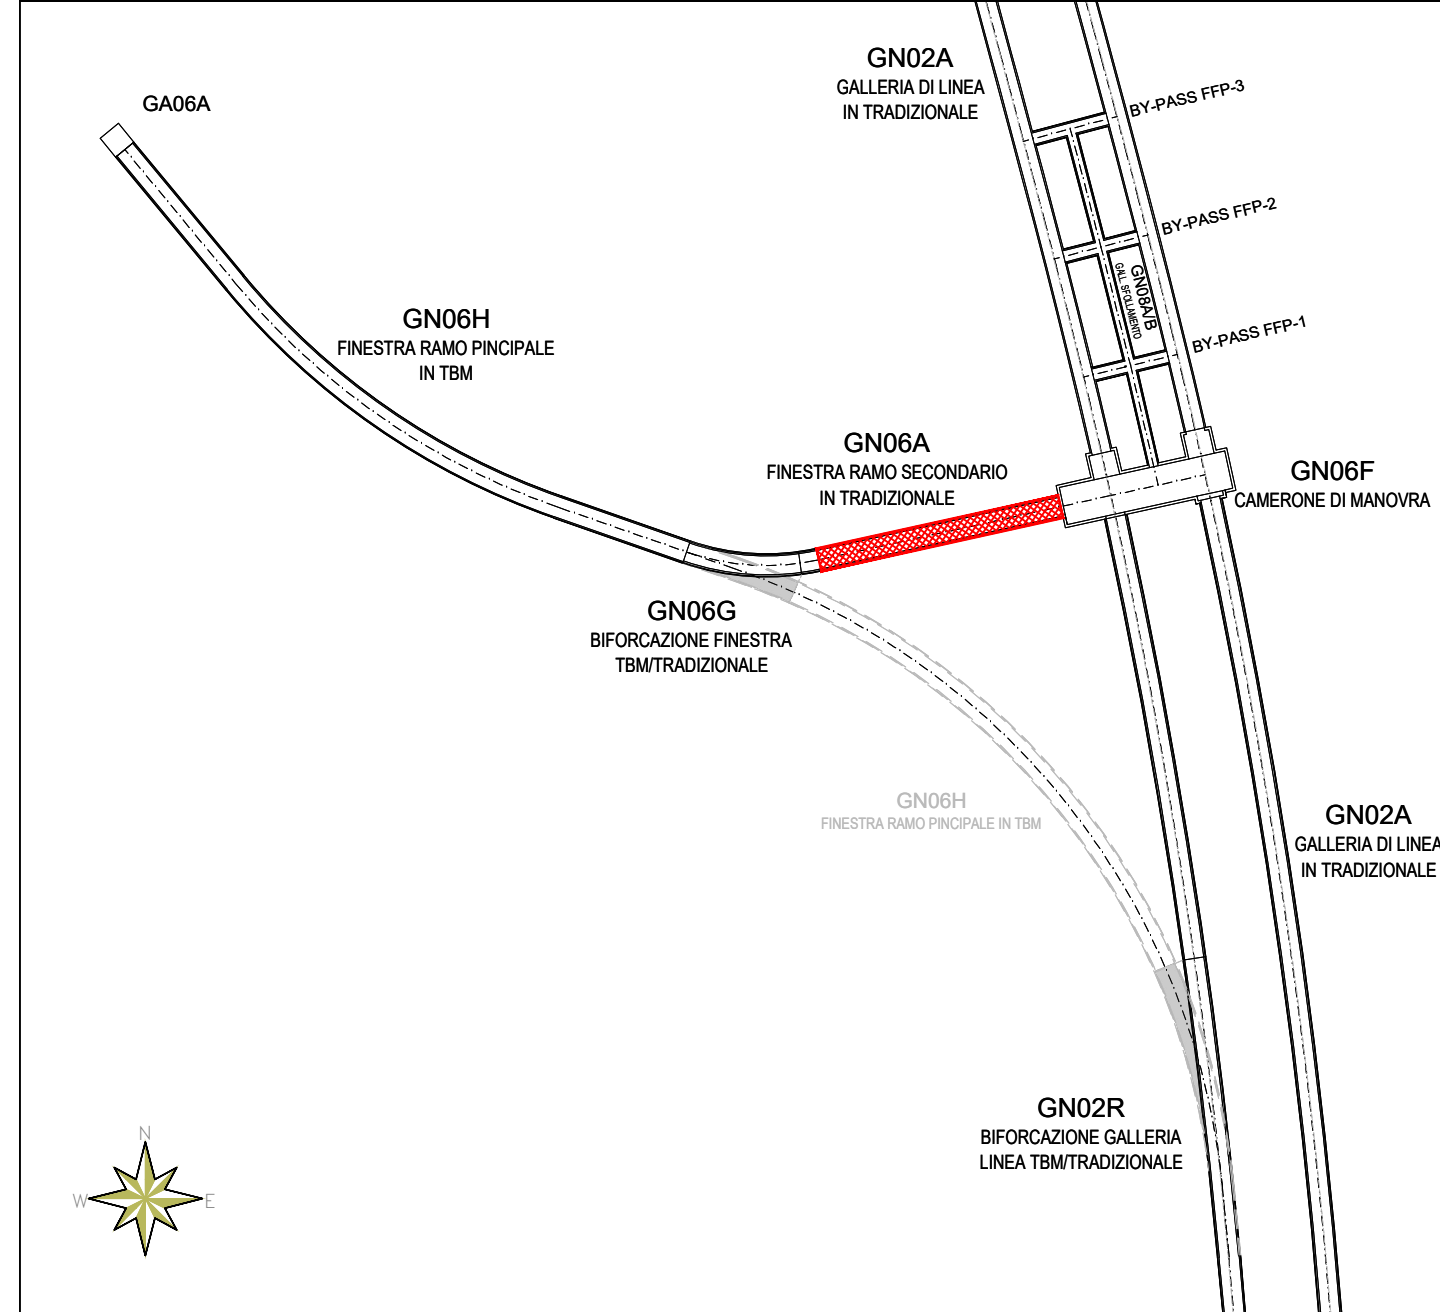 GN02A
GALLERIA DI LINEA
IN TRADIZIONALE
BY-PASS FFP-3
GA06A
BY-PASS FFP-2
GN08A/B
GALL. SFOLLAMENTO
GN06H
FINESTRA RAMO PINCIPALE
IN TBM
BY-PASS FFP-1
GN06A
FINESTRA RAMO SECONDARIO
IN TRADIZIONALE
GN06F
CAMERONE DI MANOVRA
GN06G
BIFORCAZIONE FINESTRA
TBM/TRADIZIONALE
GN06H
FINESTRA RAMO PINCIPALE IN TBM
GN02A
GALLERIA DI LINEA
IN TRADIZIONALE
GN02R
BIFORCAZIONE GALLERIA
LINEA TBM/TRADIZIONALE
N
W E